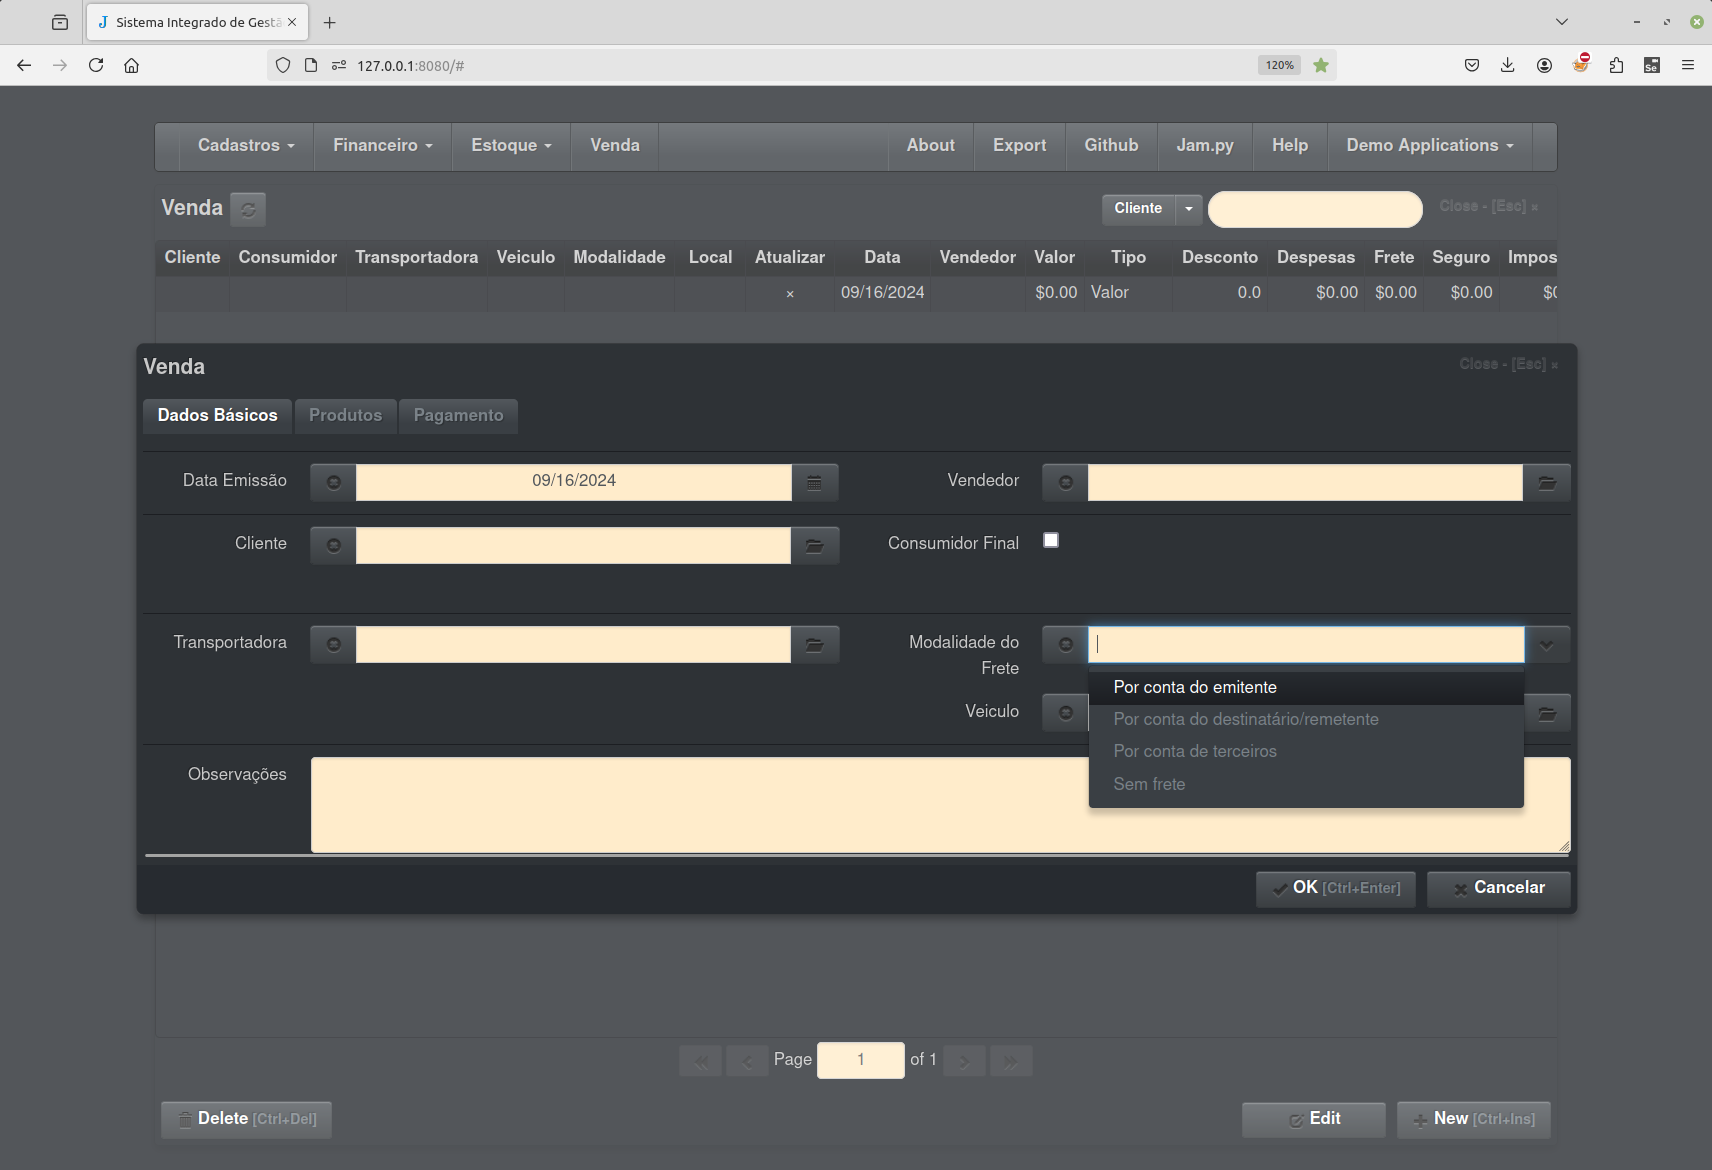 Sistema Integrado de Gestã
127.0.0.1:8080/#
120%
Se
Cadastros Financeiro Estoque Venda About Export Github Jam.py Help Demo Applications
Venda
Cliente
Close - [Esc] ×
Cliente Consumidor Transportadora Veiculo Modalidade Local Atualizar Data Vendedor Valor Tipo Desconto Despesas Frete Seguro Impos
× 09/16/2024 $0.00 Valor 0.0 $0.00 $0.00 $0.00 $0
Venda
Close - [Esc] ×
Dados Básicos Produtos Pagamento
Data Emissão 09/16/2024 Vendedor
Cliente Consumidor Final
Transportadora Modalidade do
Frete
Por conta do emitente
Veiculo
Por conta do destinatário/remetente
Por conta de terceiros
Observações
Sem frete
OK [Ctrl+Enter] Cancelar
Page 1 of 1
Delete [Ctrl+Del] Edit New [Ctrl+Ins]